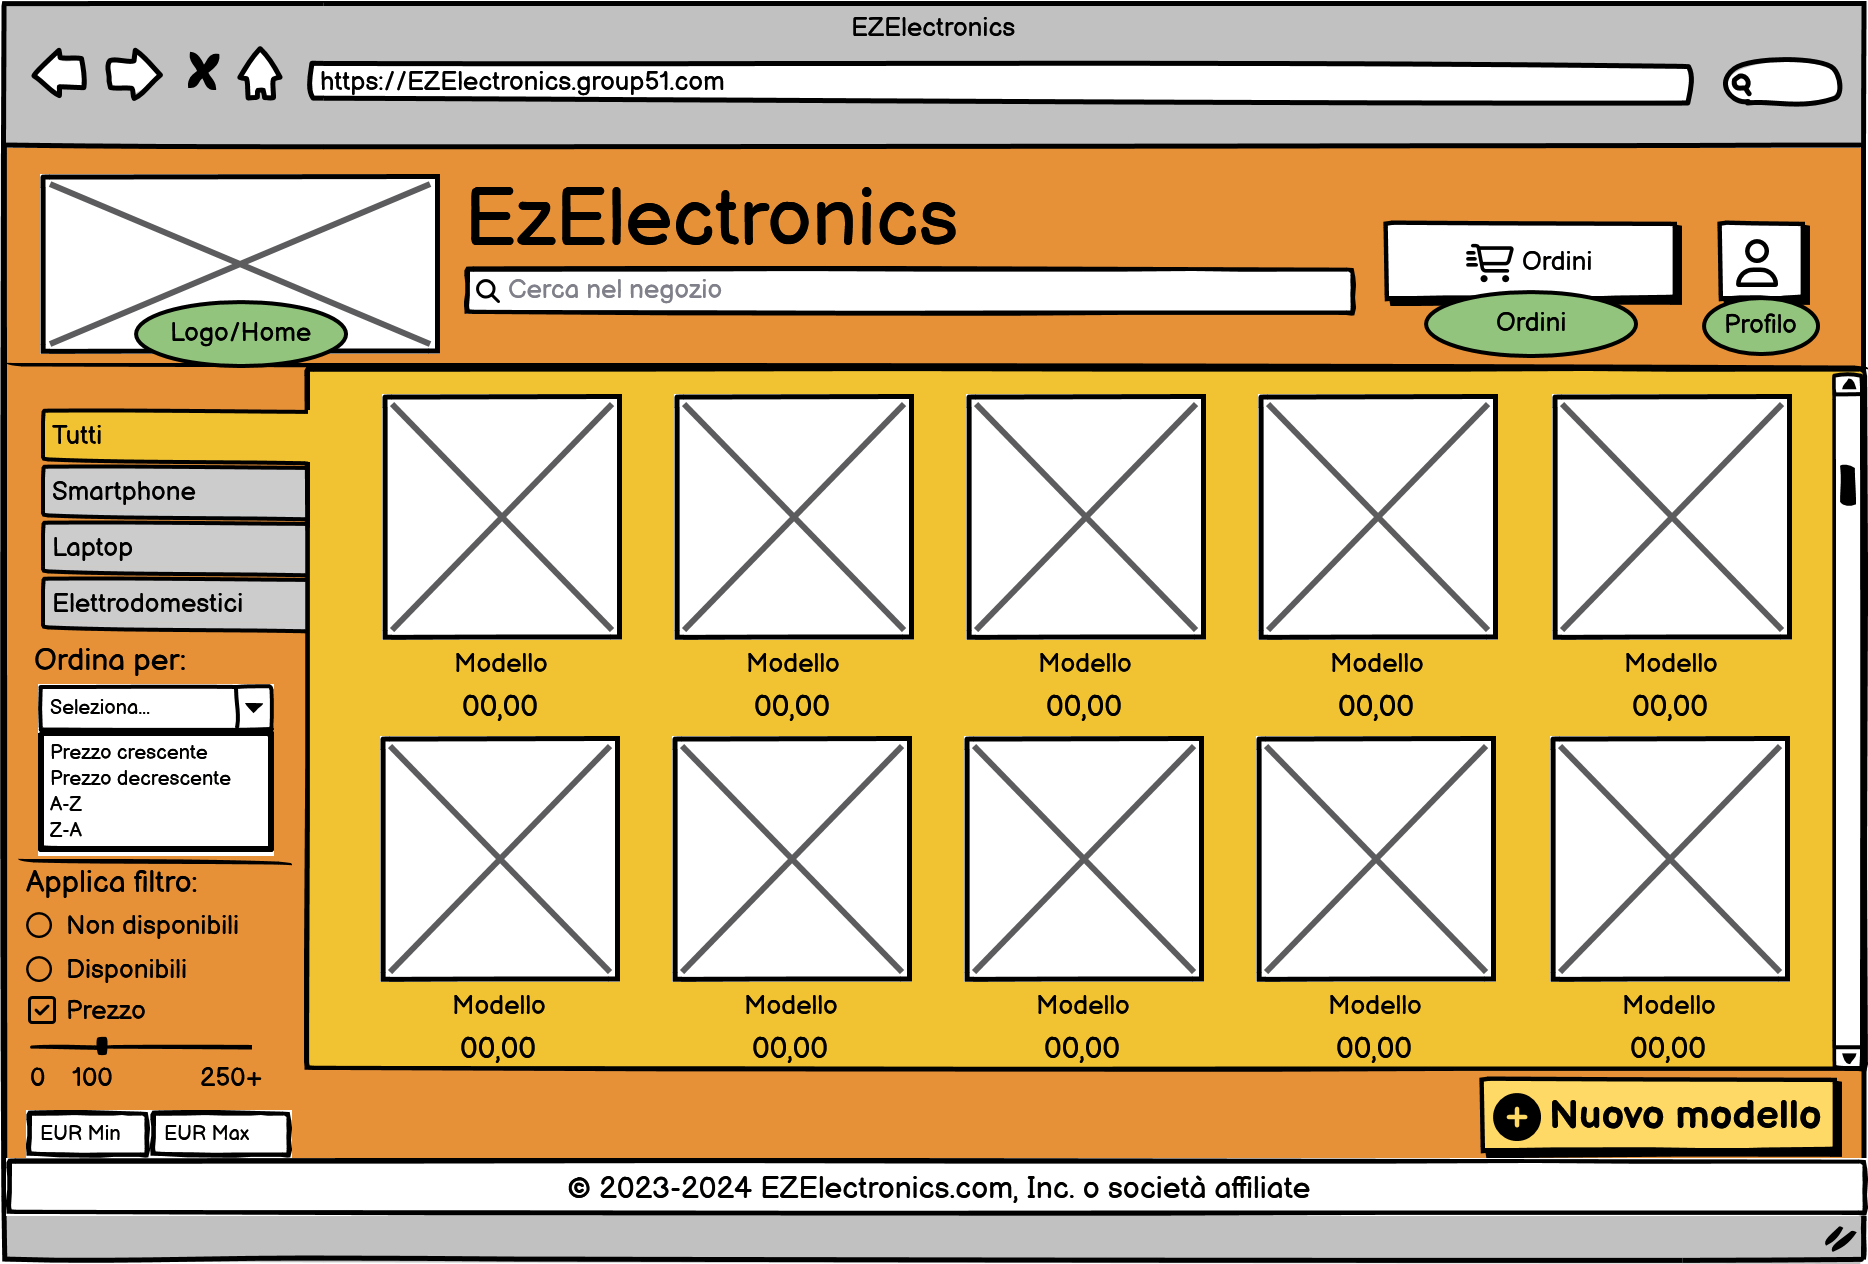 EZElectronics
https://EZElectronics.group51.com
EzElectronics
Cerca nel negozio
Ordini
Logo/Home
Ordini
Profilo
Tutti
Smartphone
Laptop
Elettrodomestici
Ordina per:
Seleziona...
Prezzo crescente
Prezzo decrescente
A-Z
Z-A
Applica filtro:
Non disponibili
Disponibili
Prezzo
0 100 250+
EUR Min EUR Max
Modello Modello Modello Modello Modello
00,00 00,00 00,00 00,00 00,00
Modello Modello Modello Modello Modello
00,00 00,00 00,00 00,00 00,00
Nuovo modello
© 2023-2024 EZElectronics.com, Inc. o società affiliate